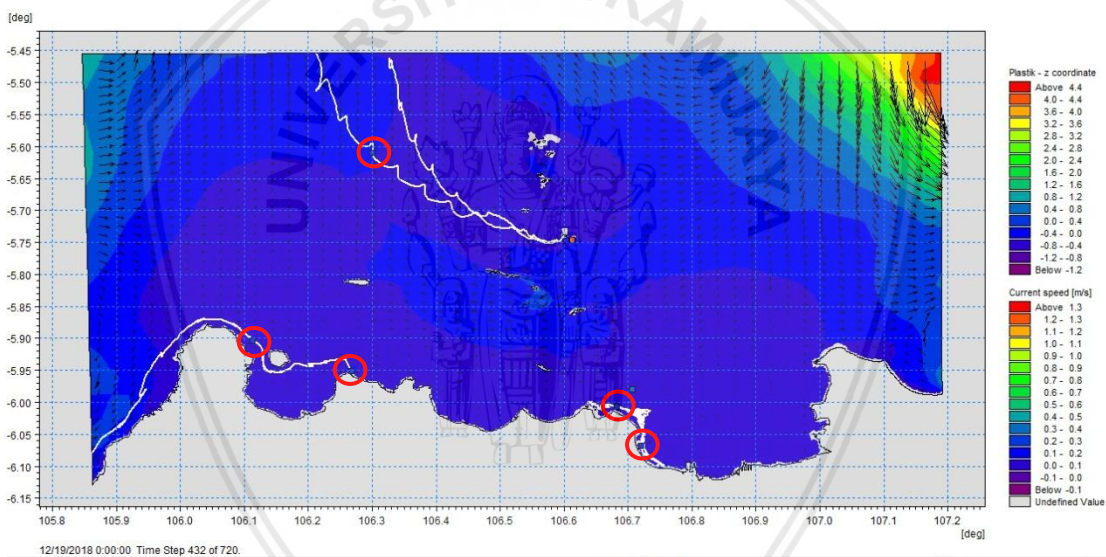 [deg]
-5.45
-5.50
-5.55
-5.60
-5.65
-5.70
-5.75
-5.80
-5.85
-5.90
-5.95
-6.00
-6.05
-6.10
-6.15
105.8 105.9 106.0 106.1 106.2 106.3 106.4 106.5 106.6 106.7 106.8 106.9 107.0 107.1 107.2
[deg]
12/19/2018 0:00:00 Time Step 432 of 720.
Plastik - z coordinate
Above 4.4
4.0 - 4.4
3.6 - 4.0
3.2 - 3.6
2.8 - 3.2
2.4 - 2.8
2.0 - 2.4
1.6 - 2.0
1.2 - 1.6
0.8 - 1.2
0.4 - 0.8
0.0 - 0.4
-0.4 - 0.0
-0.8 - -0.4
-1.2 - -0.8
Below -1.2
Current speed [m/s]
Above 1.3
1.2 - 1.3
1.1 - 1.2
1.0 - 1.1
0.9 - 1.0
0.8 - 0.9
0.7 - 0.8
0.6 - 0.7
0.5 - 0.6
0.4 - 0.5
0.3 - 0.4
0.2 - 0.3
0.1 - 0.2
0.0 - 0.1
-0.1 - 0.0
Below -0.1
Undefined Value
UNIVERSITAS BRAWIJAYA